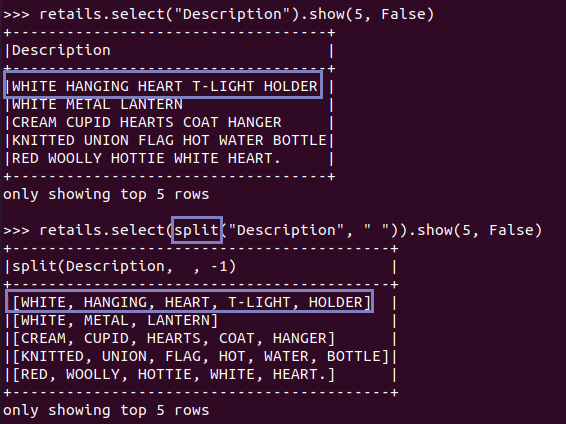 >>> retails.select("Description").show(5, False)
+-----------------------------------+
|Description                        |
+-----------------------------------+
|WHITE HANGING HEART T-LIGHT HOLDER |
|WHITE METAL LANTERN                |
|CREAM CUPID HEARTS COAT HANGER     |
|KNITTED UNION FLAG HOT WATER BOTTLE|
|RED WOOLLY HOTTIE WHITE HEART.     |
+-----------------------------------+
only showing top 5 rows
>>> retails.select(split("Description", " ")).show(5, False)
+------------------------------------------+
|split(Description,  , -1)                 |
+------------------------------------------+
|[WHITE, HANGING, HEART, T-LIGHT, HOLDER]  |
|[WHITE, METAL, LANTERN]                   |
|[CREAM, CUPID, HEARTS, COAT, HANGER]      |
|[KNITTED, UNION, FLAG, HOT, WATER, BOTTLE]|
|[RED, WOOLLY, HOTTIE, WHITE, HEART.]      |
+------------------------------------------+
only showing top 5 rows